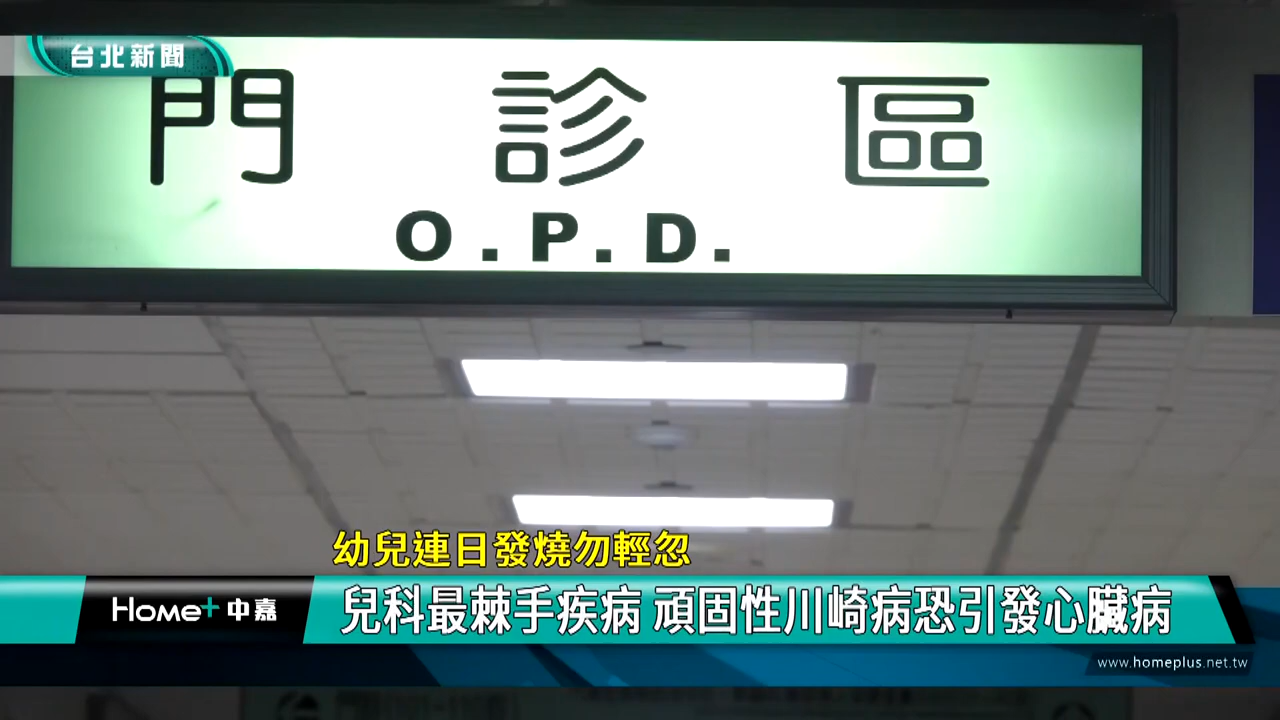 台北新聞
門診區
O.P.D.
幼兒連日發燒勿輕忽
Home+中嘉
兒科最棘手疾病 頑固性川崎病恐引發心臟病
www.homeplus.net.tw